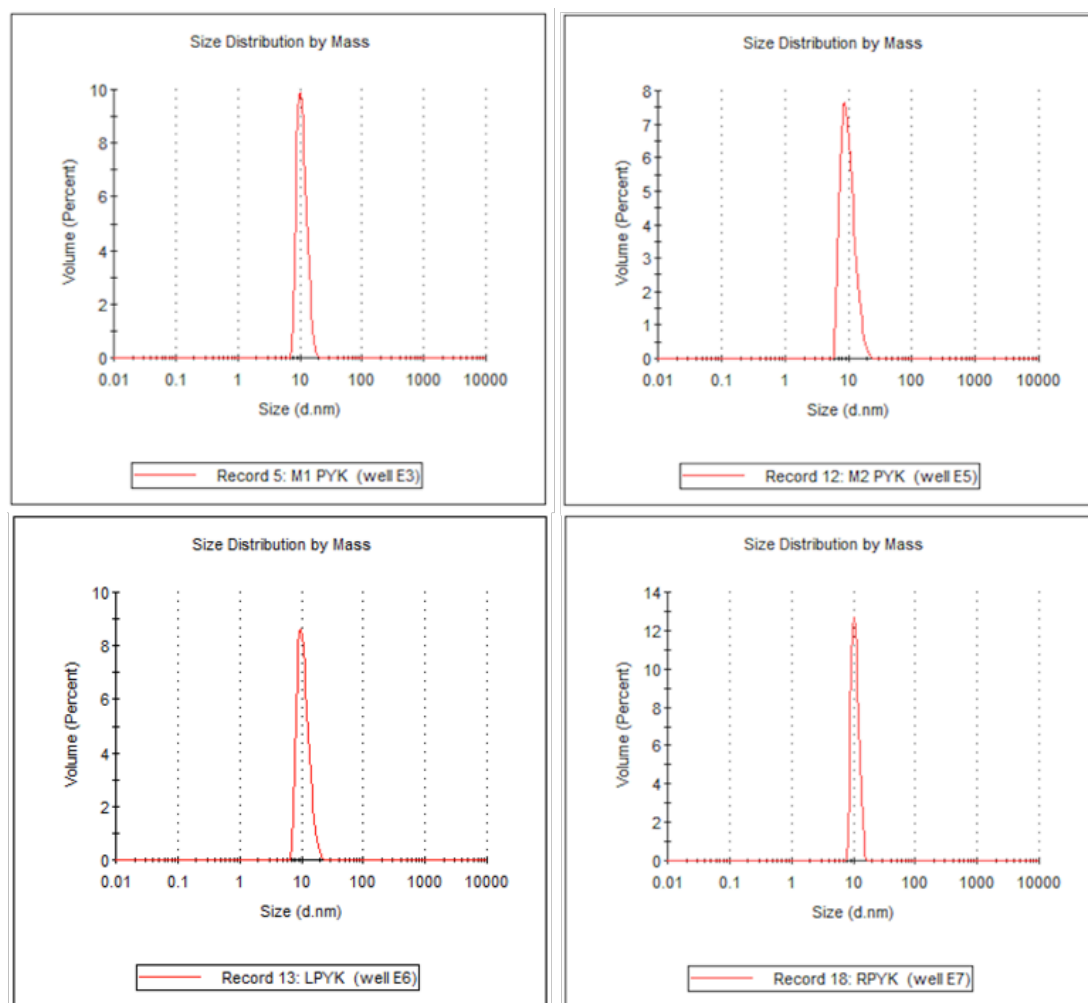 Size Distribution by Mass
Volume (Percent)
10
8
6
4
2
0
0.01 0.1 1 10 100 1000 10000
Size (d.nm)
Record 5: M1 PYK (well E3)
Size Distribution by Mass
Volume (Percent)
8
7
6
5
4
3
2
1
0
0.01 0.1 1 10 100 1000 10000
Size (d.nm)
Record 12: M2 PYK (well E5)
Size Distribution by Mass
Volume (Percent)
10
8
6
4
2
0
0.01 0.1 1 10 100 1000 10000
Size (d.nm)
Record 13: LPYK (well E6)
Size Distribution by Mass
Volume (Percent)
14
12
10
8
6
4
2
0
0.01 0.1 1 10 100 1000 10000
Size (d.nm)
Record 18: RPYK (well E7)